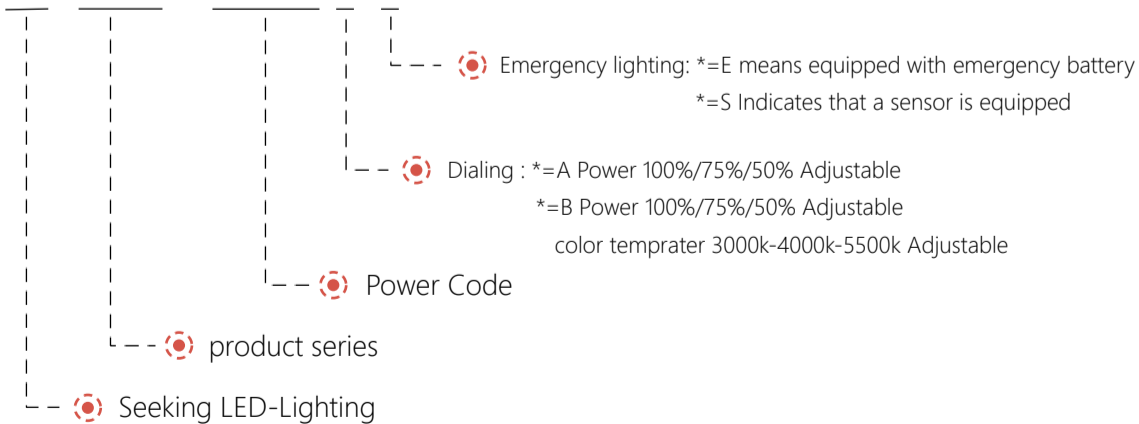 Emergency lighting: *=E means equipped with emergency battery
*=S Indicates that a sensor is equipped
Dialing : *=A Power 100%/75%/50% Adjustable
*=B Power 100%/75%/50% Adjustable
color temprater 3000k-4000k-5500k Adjustable
Power Code
product series
Seeking LED-Lighting